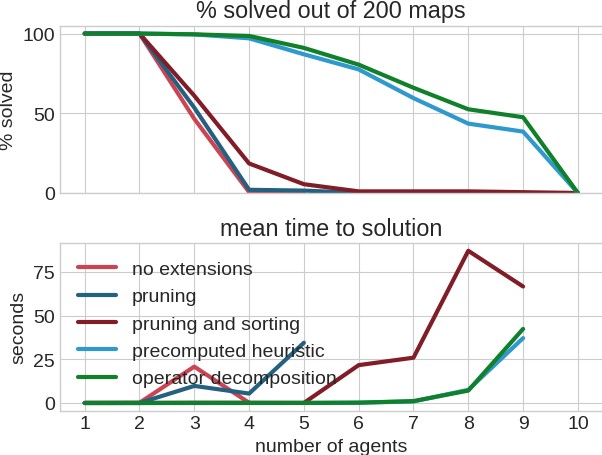 % solved out of 200 maps
100
50
0
% solved
mean time to solution
75
50
25
0
seconds
no extensions
pruning
pruning and sorting
precomputed heuristic
operator decomposition
1 2 3 4 5 6 7 8 9 10
number of agents